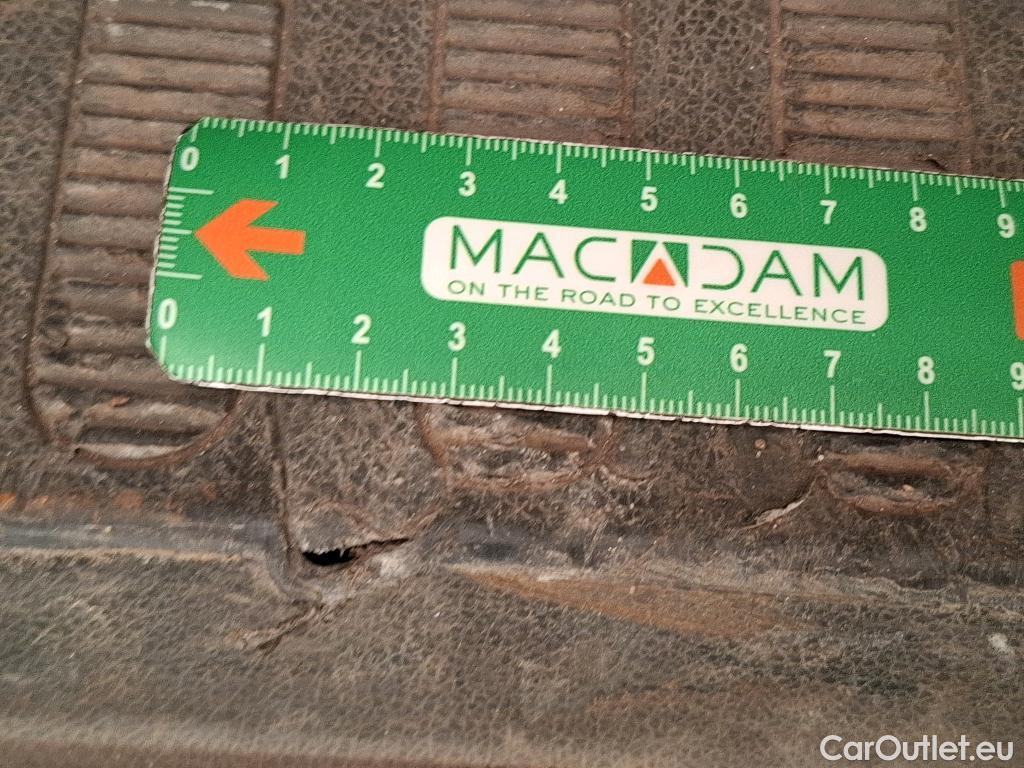 0 1 2 3 4 5 6 7 8 9
MACADAM
ON THE ROAD TO EXCELLENCE
0 1 2 3 4 5 6 7 8 9
CarOutlet.eu